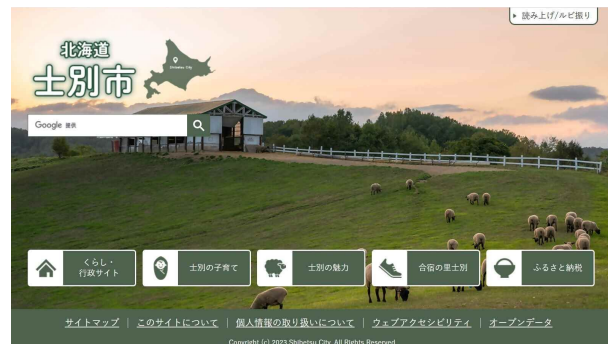 ▸ 読み上げ/ルビ振り
北海道
士別市
Shibetsu City
Google 提供
くらし・
行政サイト
士別の子育て
士別の魅力
合宿の里士別
ふるさと納税
サイトマップ | このサイトについて | 個人情報の取り扱いについて | ウェブアクセシビリティ | オープンデータ
Copyright (c) 2023 Shibetsu City. All Rights Reserved.